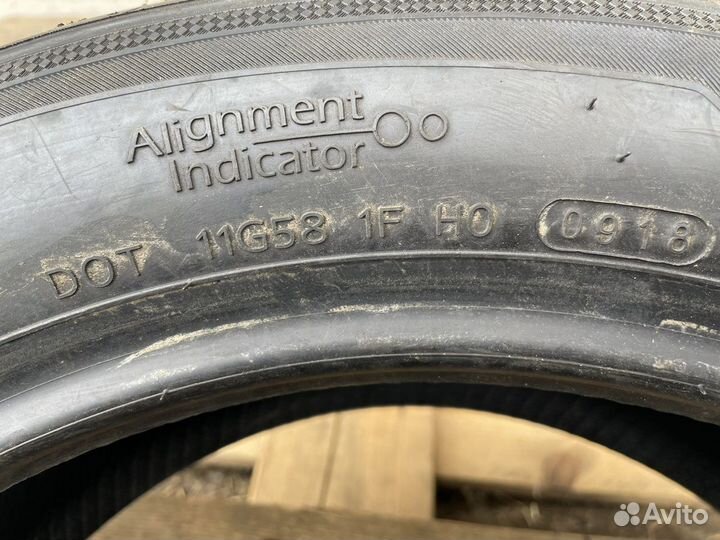 Alignment
Indicator
DOT 11G58 1F H0 0918
Avito